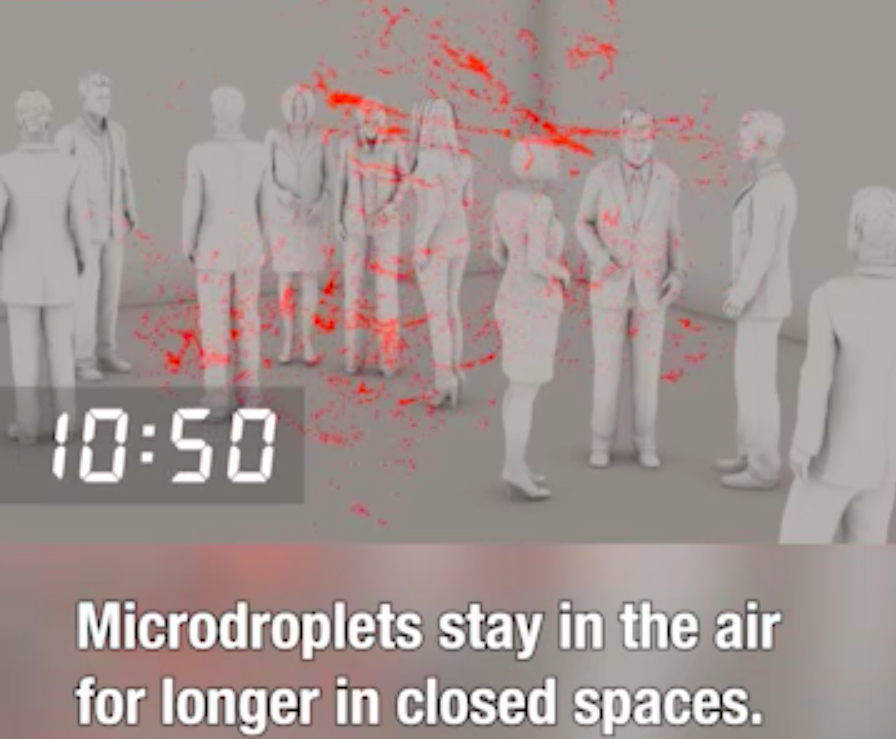 10:50
Microdroplets stay in the air
for longer in closed spaces.